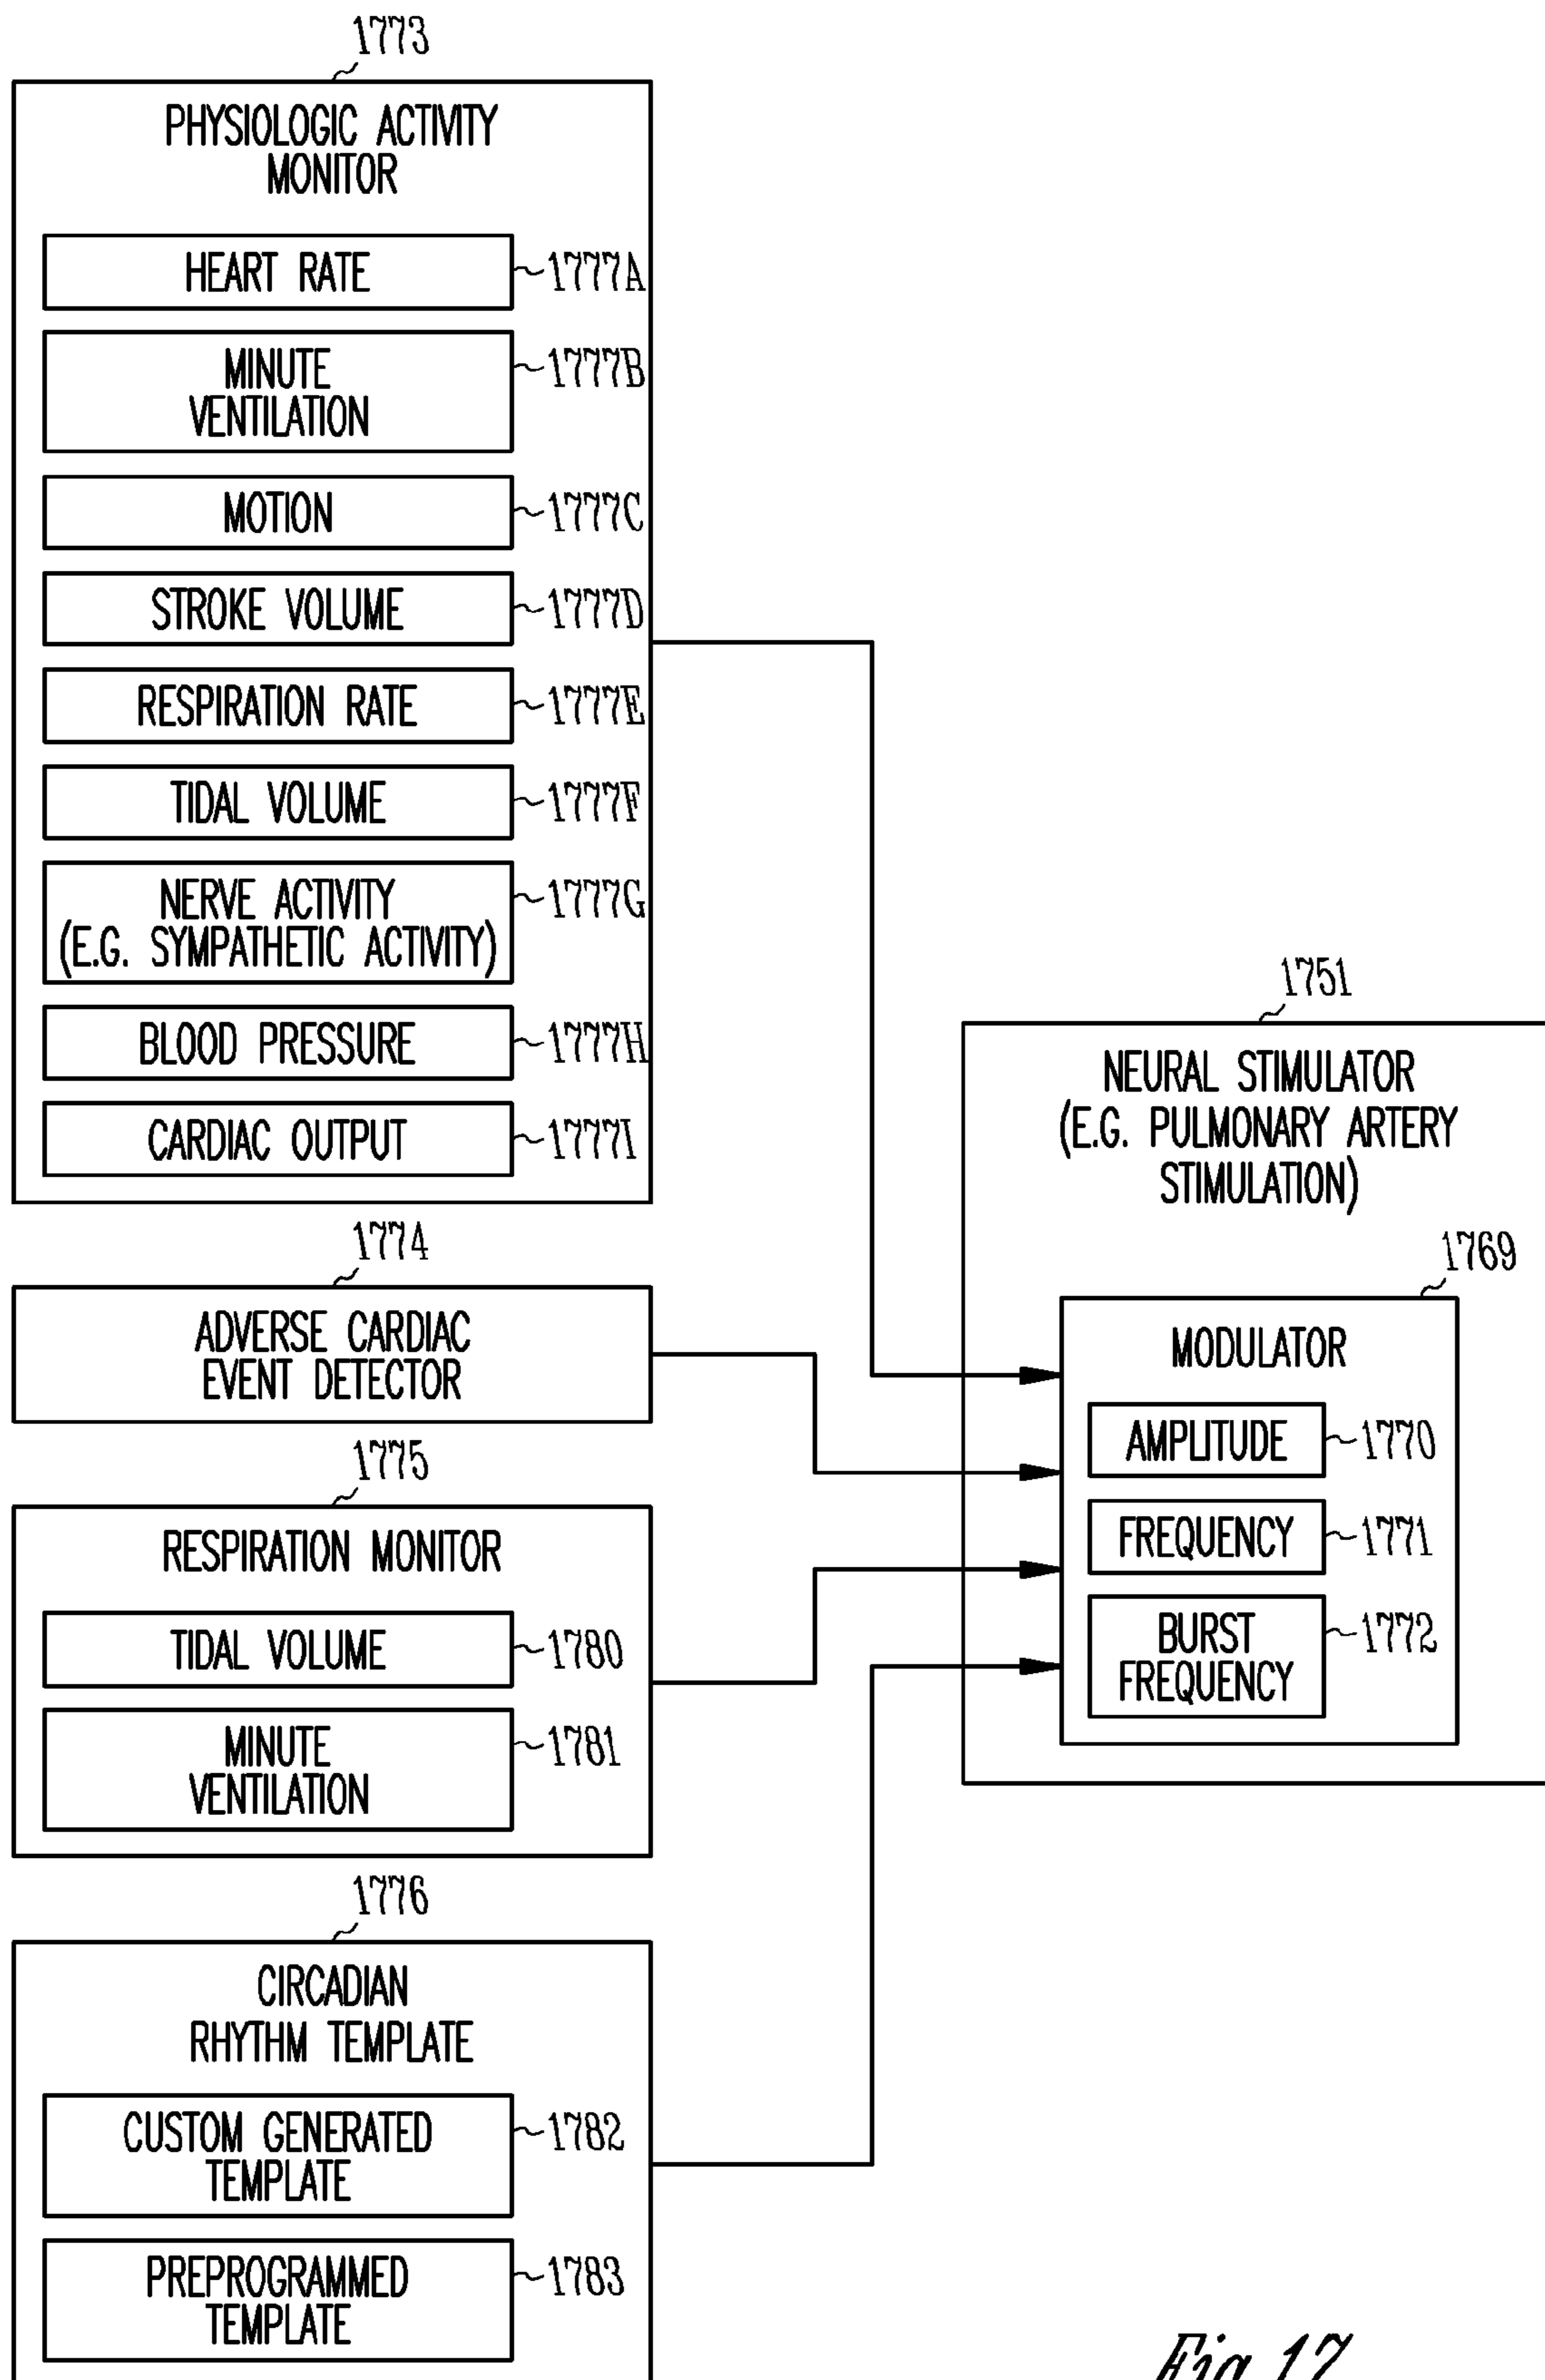 1773
PHYSIOLOGIC ACTIVITY
MONITOR
HEART RATE
1777A
MINUTE
VENTILATION
1777B
MOTION
1777C
STROKE VOLUME
1777D
RESPIRATION RATE
1777E
TIDAL VOLUME
1777F
NERVE ACTIVITY
(E.G. SYMPATHETIC ACTIVITY)
1777G
BLOOD PRESSURE
1777H
CARDIAC OUTPUT
1777I
1774
ADVERSE CARDIAC
EVENT DETECTOR
1775
RESPIRATION MONITOR
TIDAL VOLUME
1780
MINUTE
VENTILATION
1781
1776
CIRCADIAN
RHYTHM TEMPLATE
CUSTOM GENERATED
TEMPLATE
1782
PREPROGRAMMED
TEMPLATE
1783
1751
NEURAL STIMULATOR
(E.G. PULMONARY ARTERY
STIMULATION)
1769
MODULATOR
AMPLITUDE
1770
FREQUENCY
1771
BURST
FREQUENCY
1772
Fig. 17